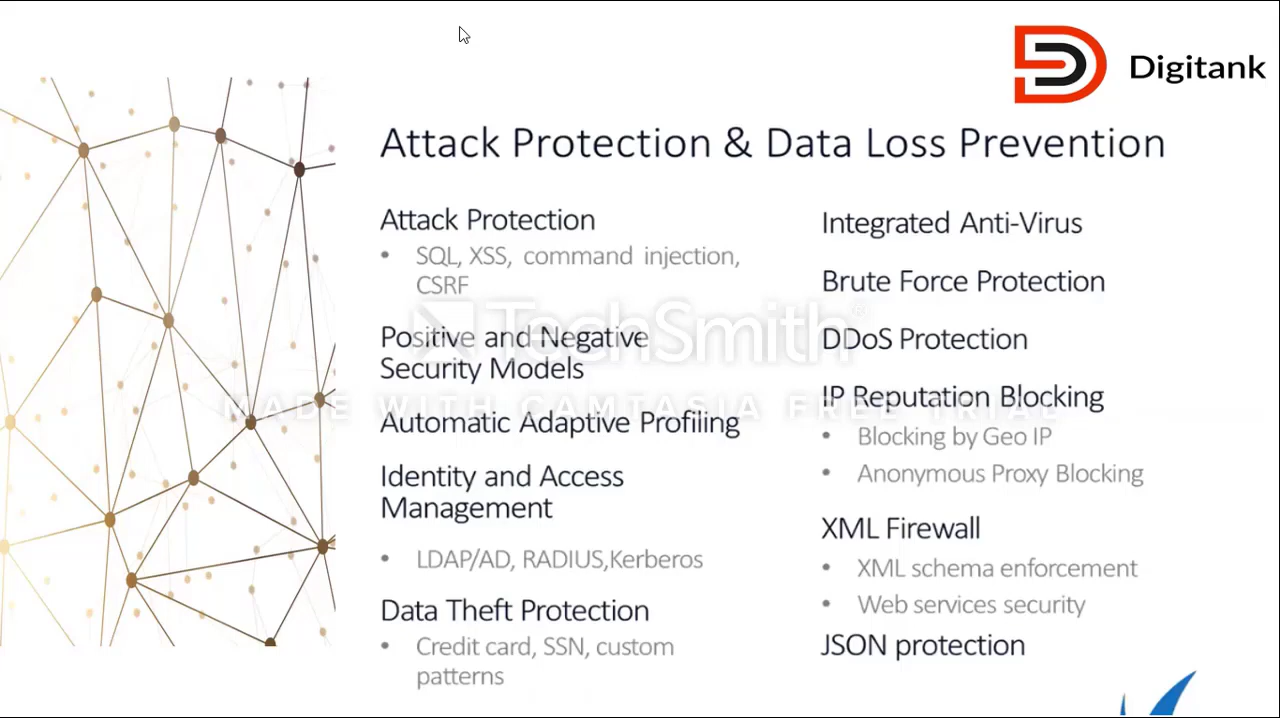 Digitank
Attack Protection & Data Loss Prevention
Attack Protection
• SQL, XSS, command injection,
CSRF
Positive and Negative
Security Models
Automatic Adaptive Profiling
Identity and Access
Management
• LDAP/AD, RADIUS,Kerberos
Data Theft Protection
• Credit card, SSN, custom
patterns
Integrated Anti-Virus
Brute Force Protection
DDoS Protection
IP Reputation Blocking
• Blocking by Geo IP
• Anonymous Proxy Blocking
XML Firewall
• XML schema enforcement
• Web services security
JSON protection
TechSmith®
MADE WITH CAMTASIA FREE TRIAL